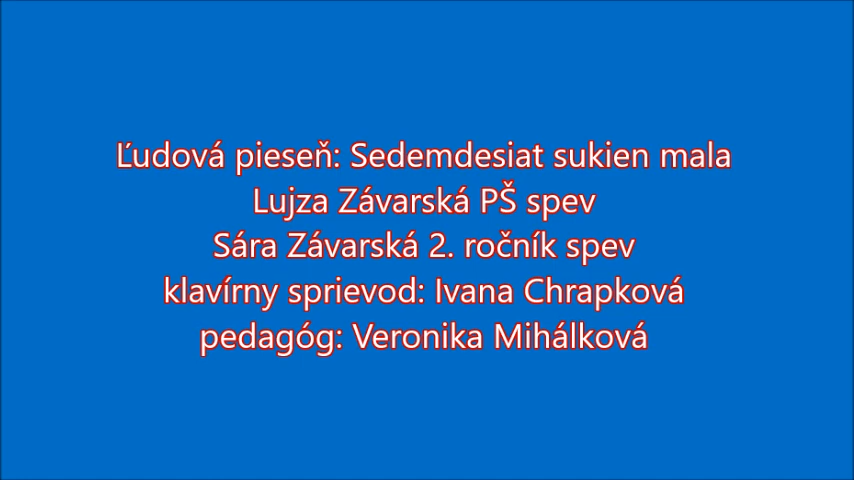 Ľudová pieseň: Sedemdesiat sukien mala
Lujza Závarská PŠ spev
Sára Závarská 2. ročník spev
klavírny sprievod: Ivana Chrapková
pedagóg: Veronika Mihálková